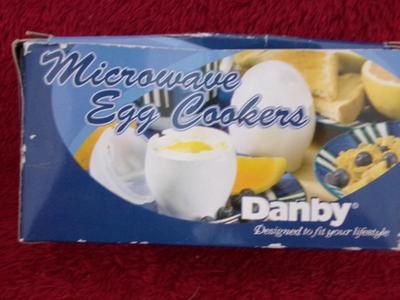 Microwave
Egg Cookers
Danby®
Designed to fit your lifestyle